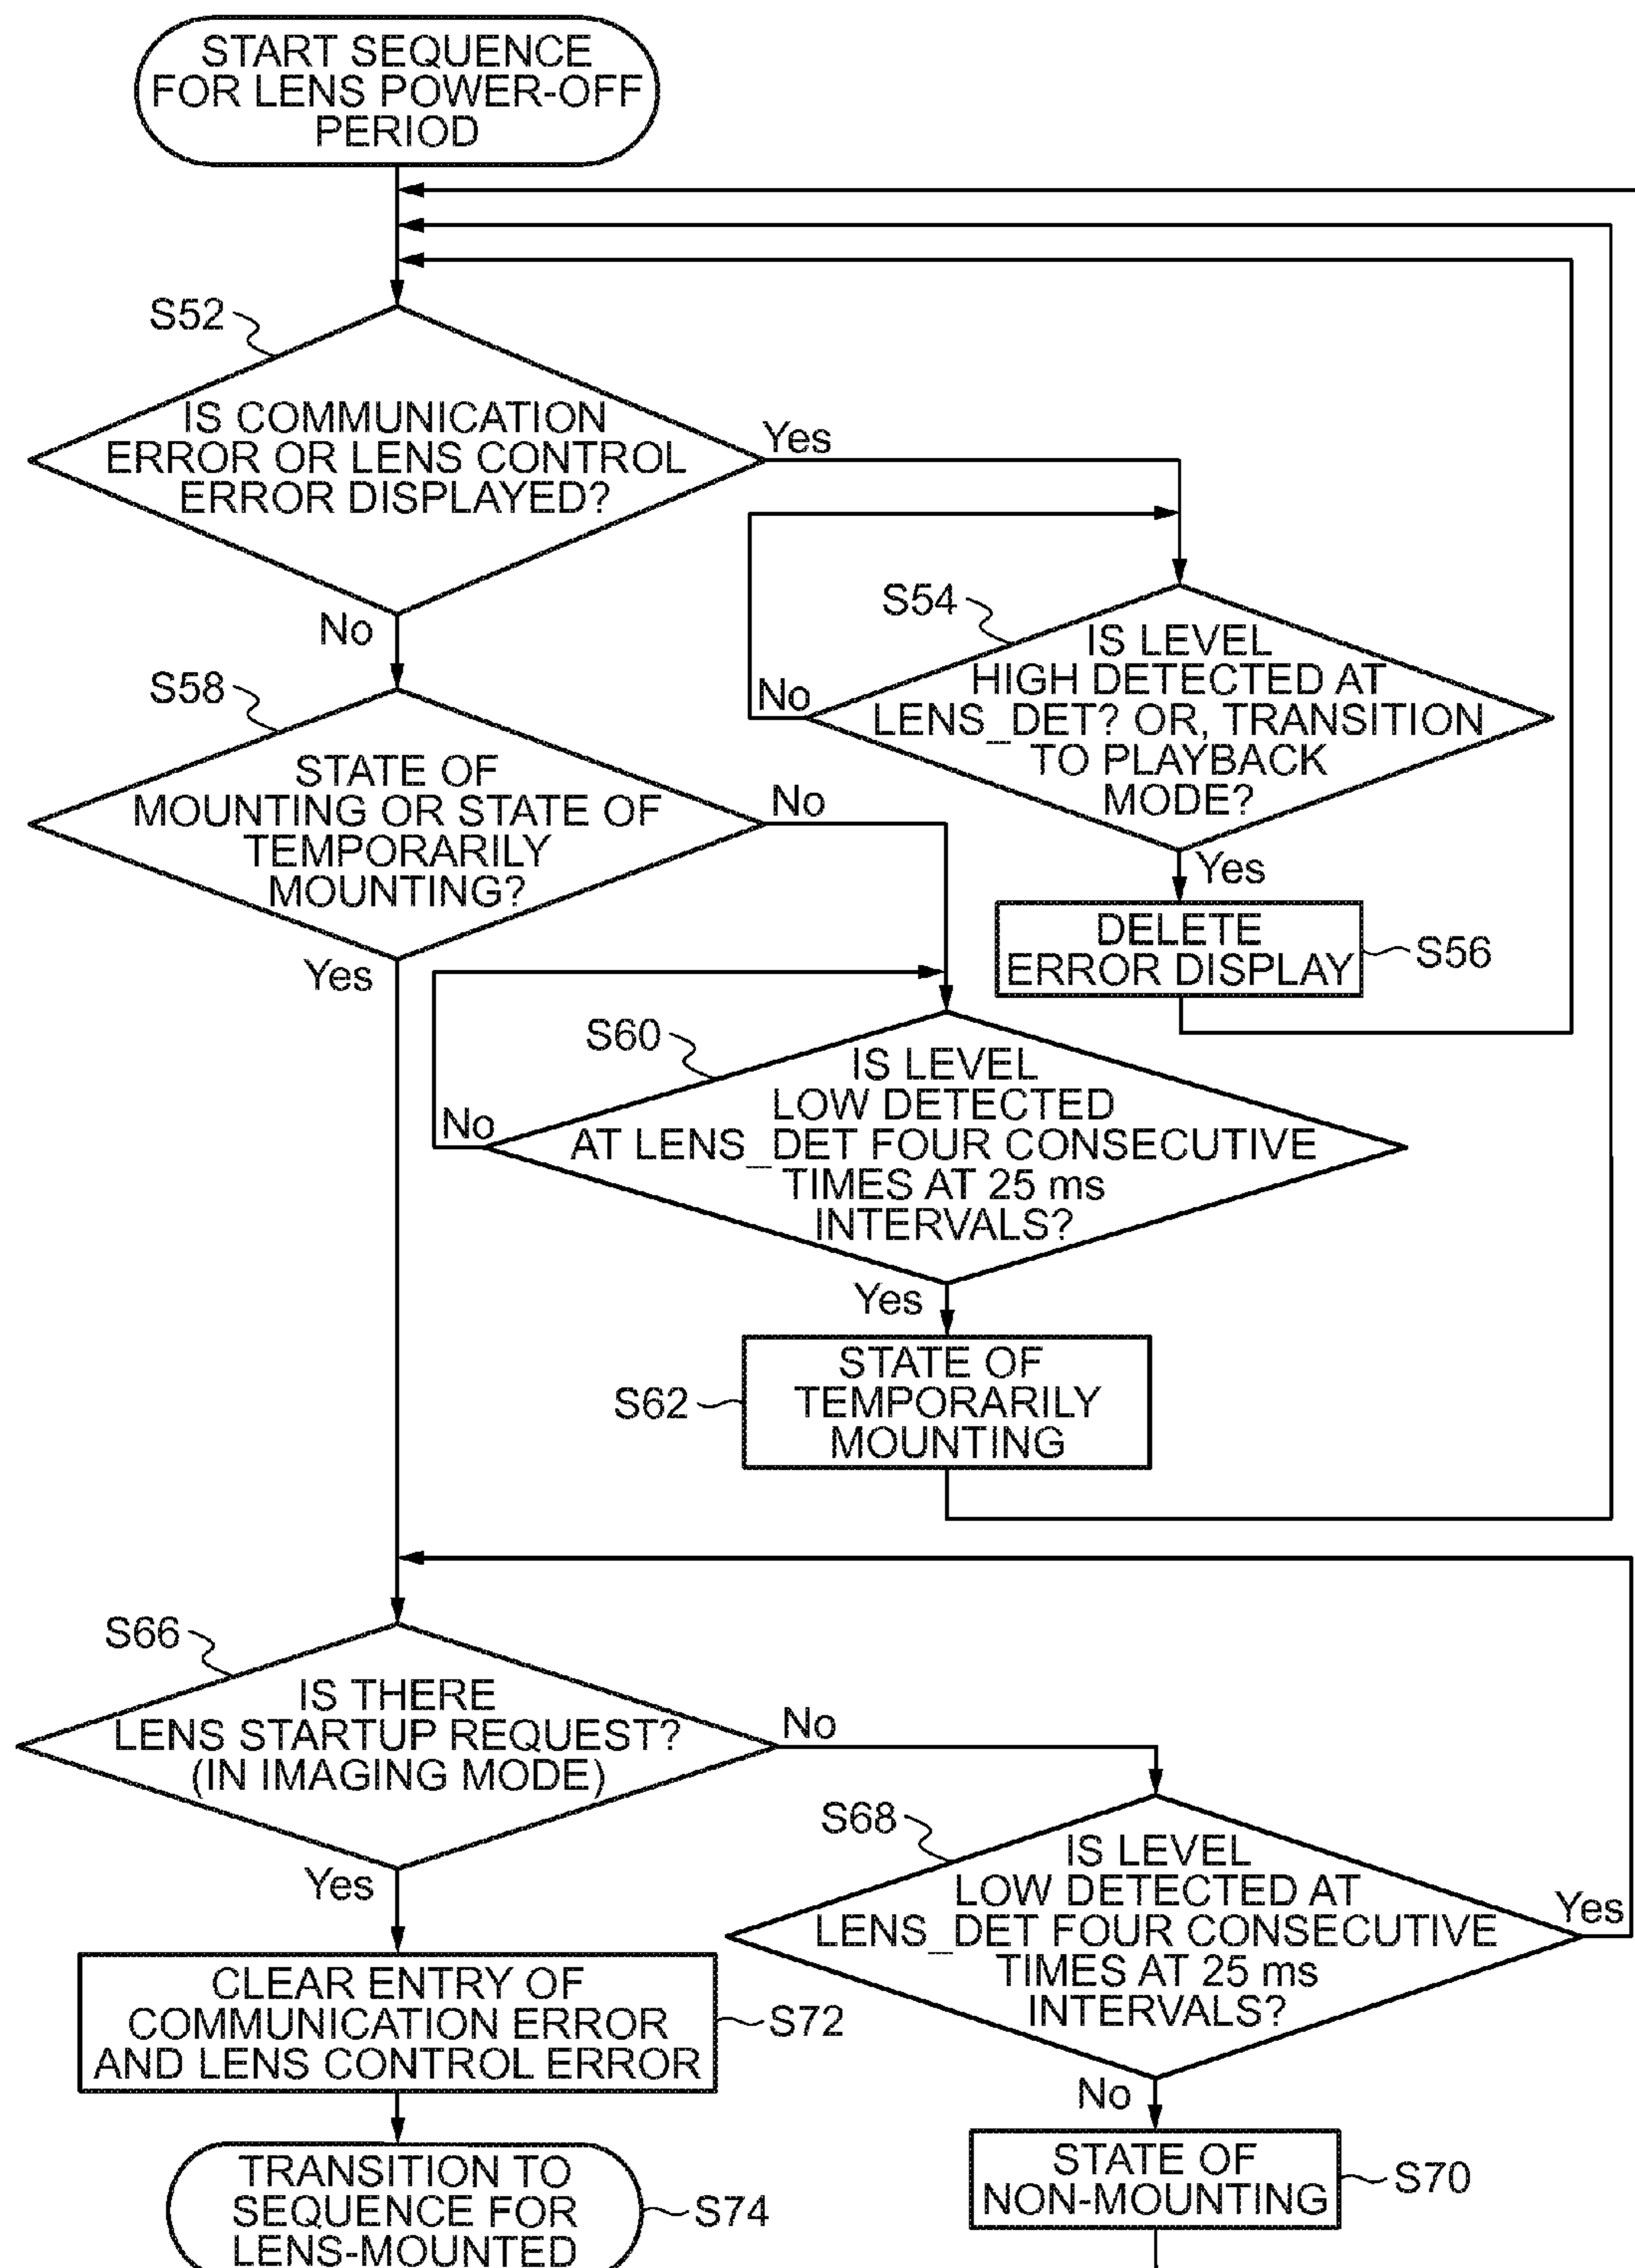 START SEQUENCE
FOR LENS POWER-OFF
PERIOD
S52
IS COMMUNICATION
ERROR OR LENS CONTROL
ERROR DISPLAYED?
Yes
No
S54
IS LEVEL
HIGH DETECTED AT
LENS_DET? OR, TRANSITION
TO PLAYBACK
MODE?
No
Yes
DELETE
ERROR DISPLAY
S56
S58
STATE OF
MOUNTING OR STATE OF
TEMPORARILY
MOUNTING?
No
Yes
S60
IS LEVEL
LOW DETECTED
AT LENS_DET FOUR CONSECUTIVE
TIMES AT 25 ms
INTERVALS?
No
Yes
S62
STATE OF
TEMPORARILY
MOUNTING
S66
IS THERE
LENS STARTUP REQUEST?
(IN IMAGING MODE)
No
Yes
S68
IS LEVEL
LOW DETECTED AT
LENS_DET FOUR CONSECUTIVE
TIMES AT 25 ms
INTERVALS?
Yes
No
CLEAR ENTRY OF
COMMUNICATION ERROR
AND LENS CONTROL ERROR
S72
STATE OF
NON-MOUNTING
S70
TRANSITION TO
SEQUENCE FOR
LENS-MOUNTED
S74